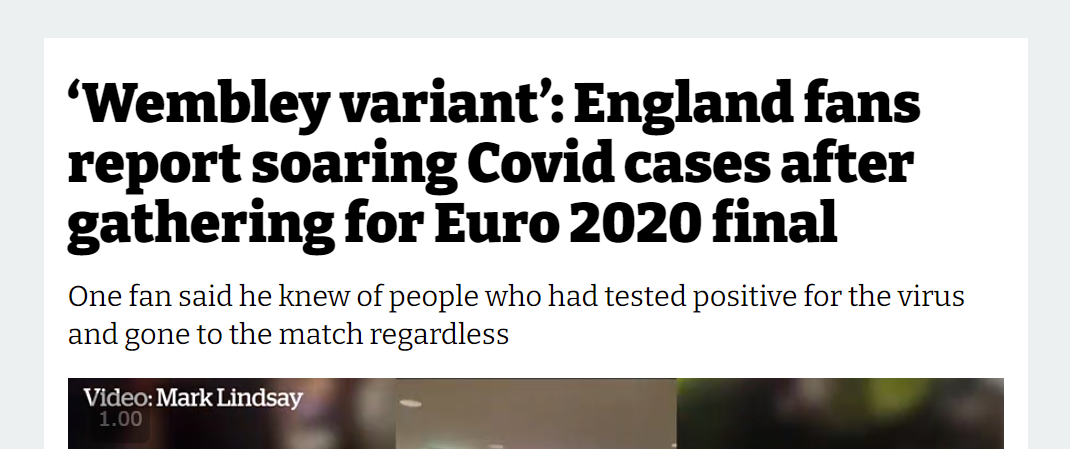 ‘Wembley variant’: England fans
report soaring Covid cases after
gathering for Euro 2020 final
One fan said he knew of people who had tested positive for the virus
and gone to the match regardless
Video: Mark Lindsay
1.00